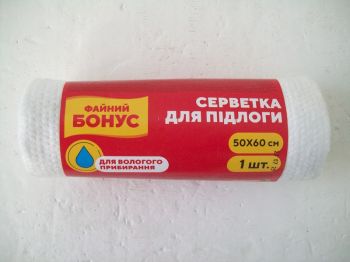 ФАЙНИЙ
БОНУС
ДЛЯ ВОЛОГОГО
ПРИБИРАННЯ
СЕРВЕТКА
ДЛЯ ПІДЛОГИ
50Х60 см
1 шт.